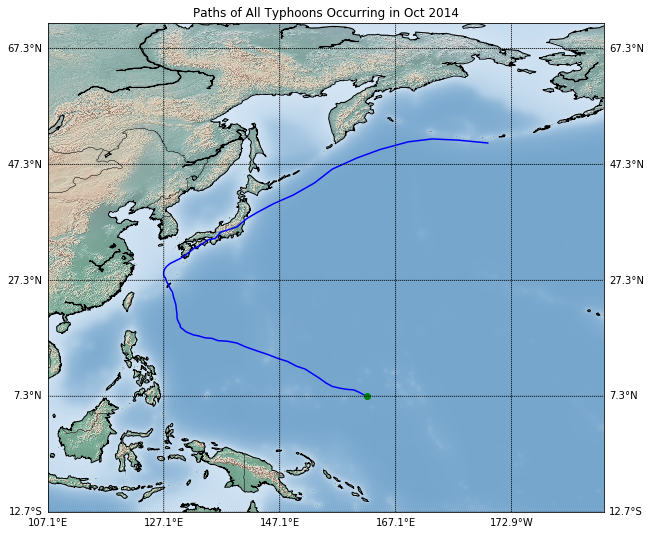 Paths of All Typhoons Occurring in Oct 2014
67.3°N 67.3°N
47.3°N 47.3°N
27.3°N 27.3°N
7.3°N 7.3°N
12.7°S 12.7°S
107.1°E 127.1°E 147.1°E 167.1°E 172.9°W